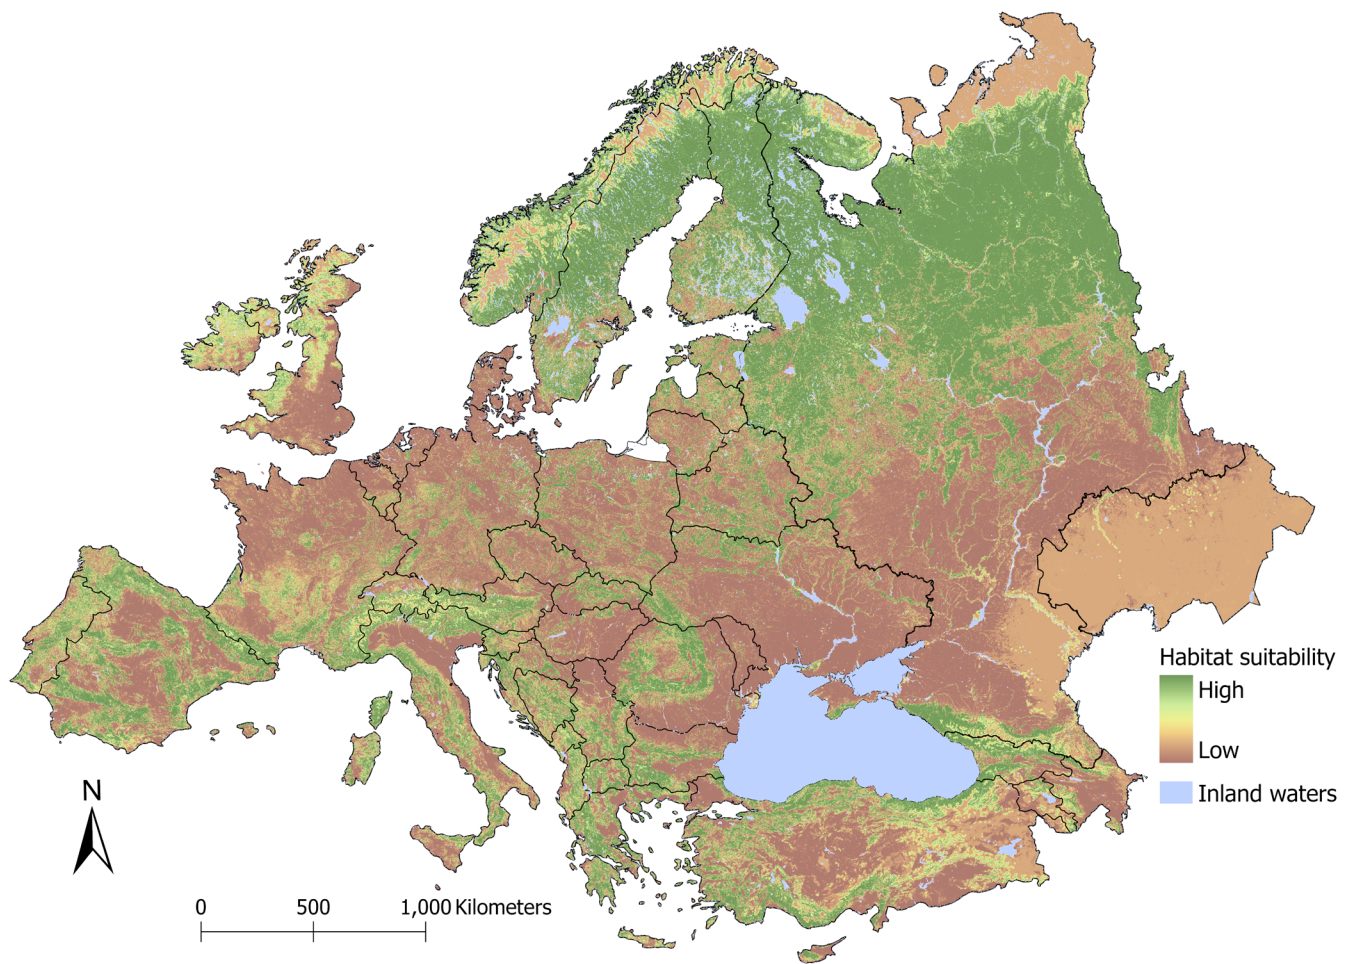 Habitat suitability
High
Low
Inland waters
N
0 500 1,000 Kilometers